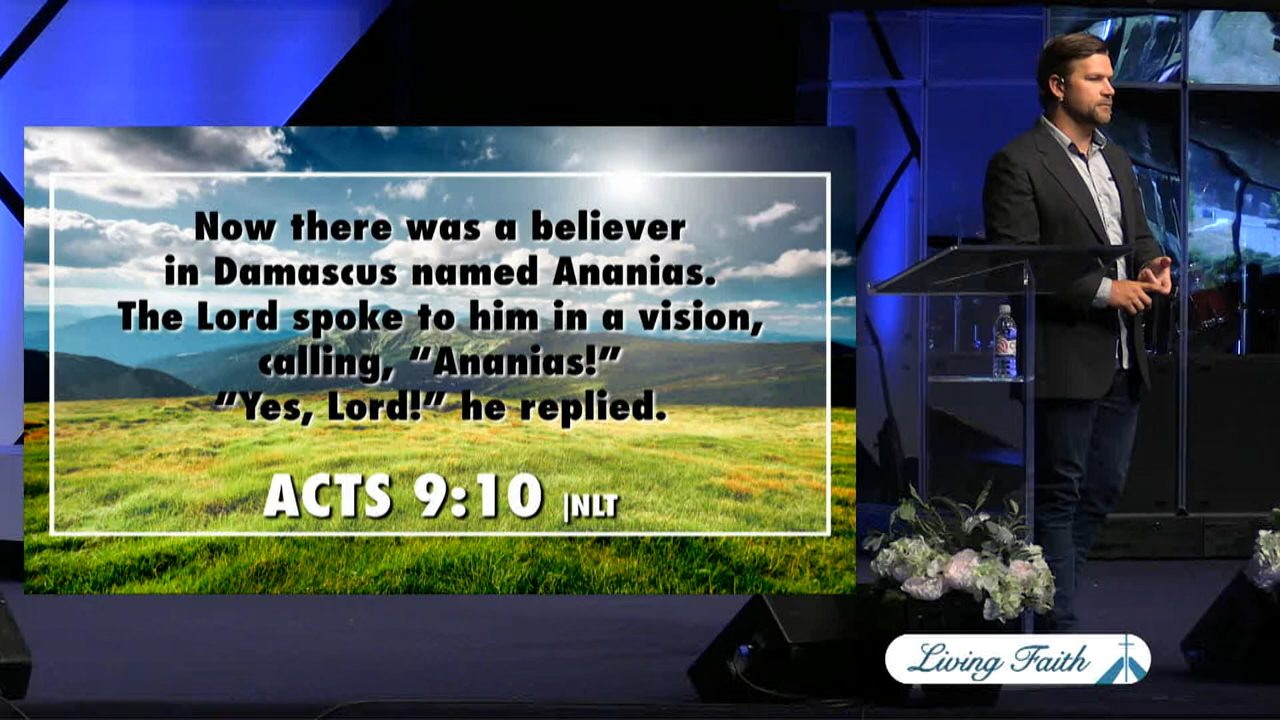 Now there was a believer
in Damascus named Ananias.
The Lord spoke to him in a vision,
calling, “Ananias!”
“Yes, Lord!” he replied.
ACTS 9:10 |NLT
Living Faith